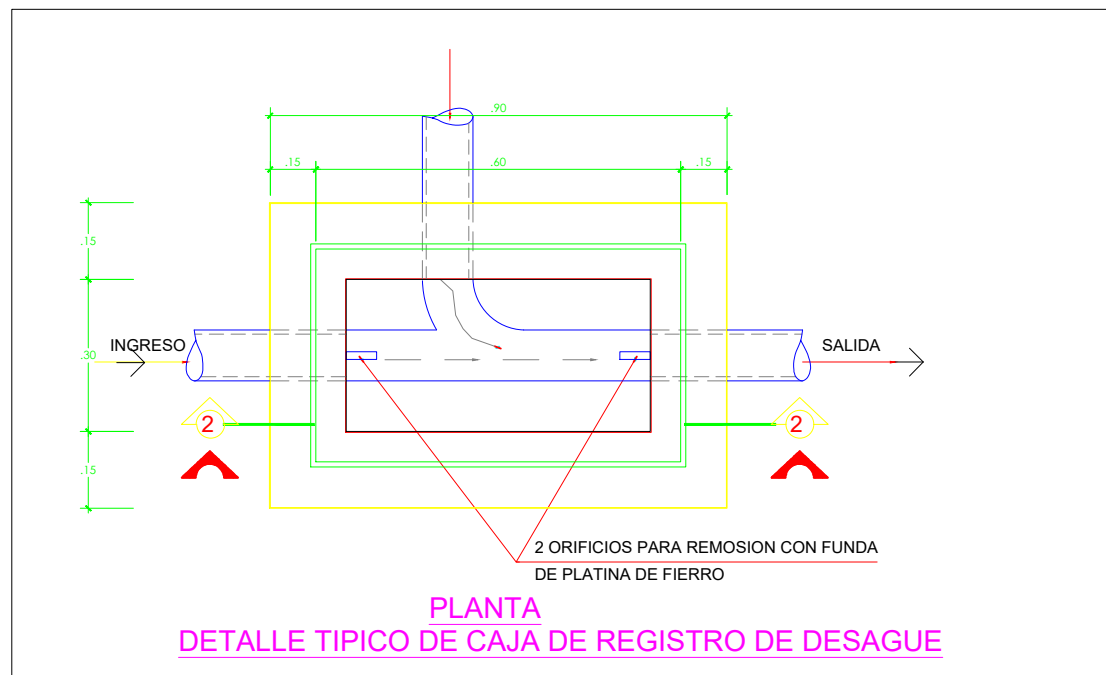 .90
.15
.60
.15
.15
INGRESO
.30
SALIDA
2
2
.15
2 ORIFICIOS PARA REMOSION CON FUNDA
DE PLATINA DE FIERRO
PLANTA
DETALLE TIPICO DE CAJA DE REGISTRO DE DESAGUE